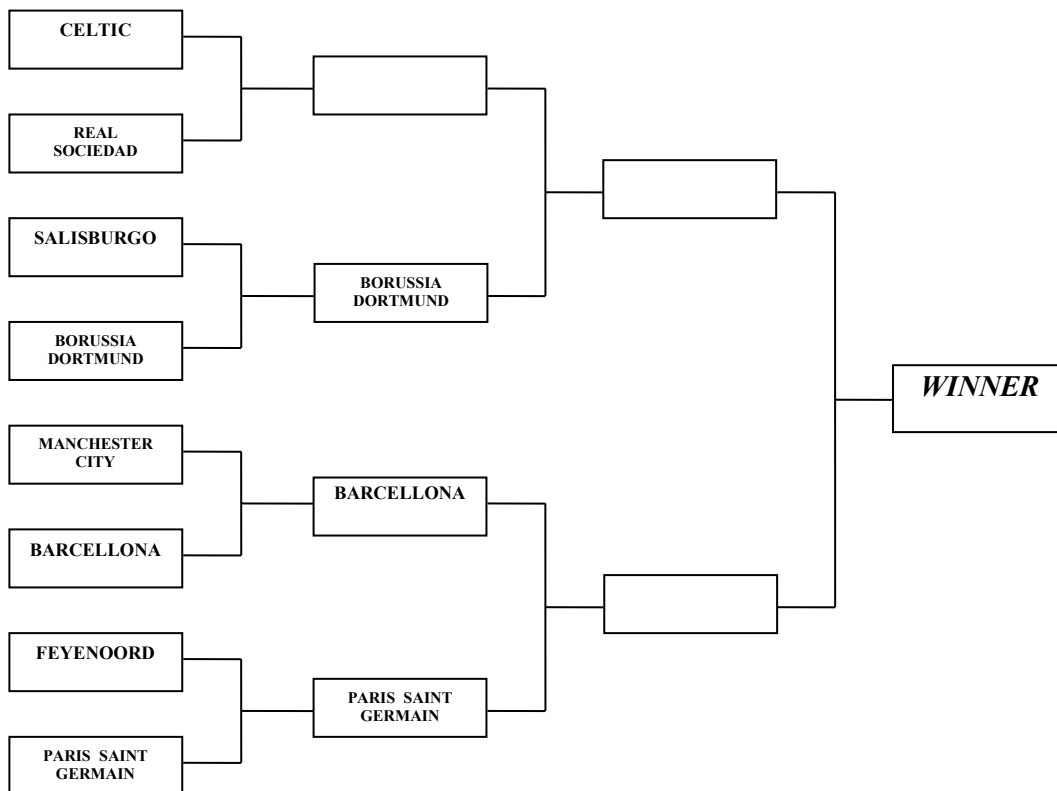 CELTIC
REAL
SOCIEDAD
SALISBURGO
BORUSSIA
DORTMUND
BORUSSIA
DORTMUND
WINNER
MANCHESTER
CITY
BARCELLONA
BARCELLONA
FEYENOORD
PARIS SAINT
GERMAIN
PARIS SAINT
GERMAIN